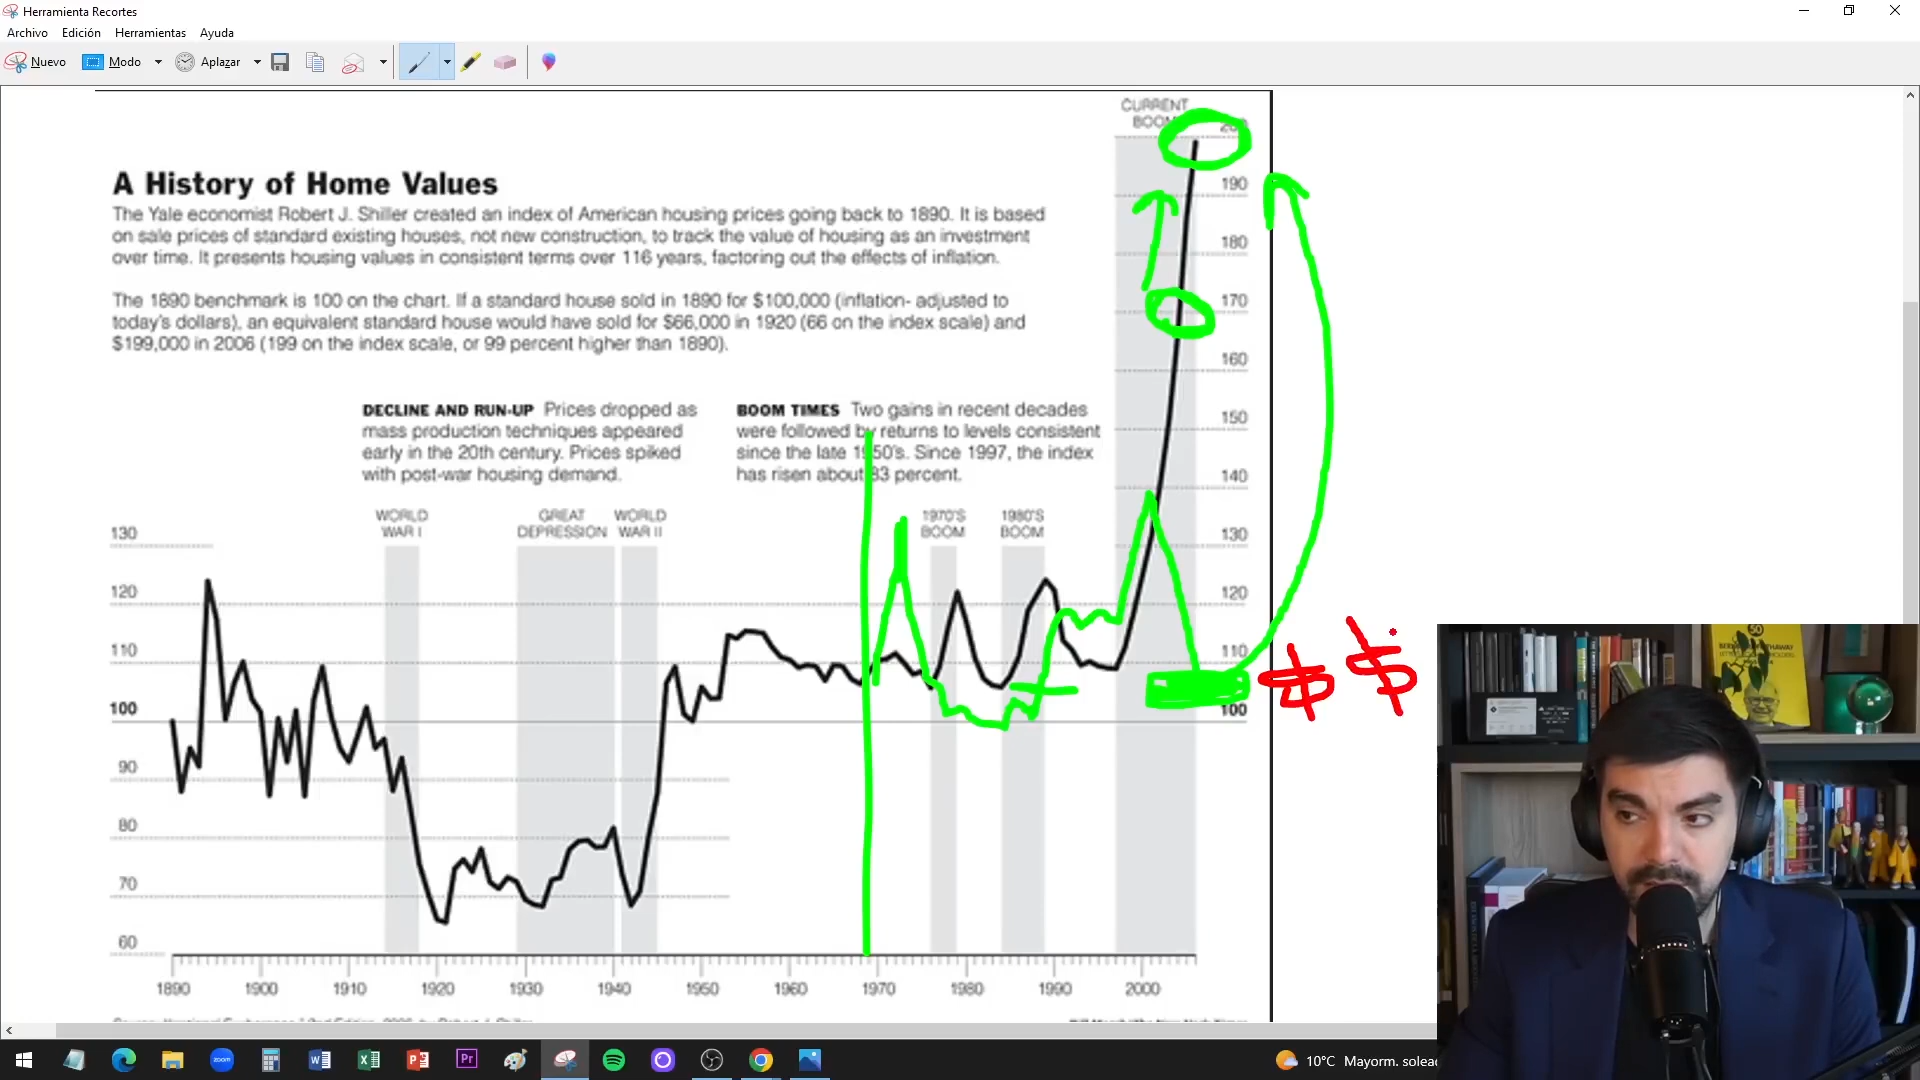 Herramienta Recortes
Archivo Edición Herramientas Ayuda
Nuevo Modo Aplazar
CURRENT
BOOM
A History of Home Values
The Yale economist Robert J. Shiller created an index of American housing prices going back to 1890. It is based
on sale prices of standard existing houses, not new construction, to track the value of housing as an investment
over time. It presents housing values in consistent terms over 116 years, factoring out the effects of inflation.
The 1890 benchmark is 100 on the chart. If a standard house sold in 1890 for $100,000 (inflation- adjusted to
today's dollars), an equivalent standard house would have sold for $66,000 in 1920 (66 on the index scale) and
$199,000 in 2006 (199 on the index scale, or 99 percent higher than 1890).
DECLINE AND RUN-UP Prices dropped as
mass production techniques appeared
early in the 20th century. Prices spiked
with post-war housing demand.
BOOM TIMES Two gains in recent decades
were followed by returns to levels consistent
since the late 1950's. Since 1997, the index
has risen about 83 percent.
WORLD
WAR I
GREAT
DEPRESSION
WORLD
WAR II
1970'S
BOOM
1980'S
BOOM
190
180
170
160
150
140
130
120
110
100
130
120
110
100
90
80
70
60
$ $
1890 1900 1910 1920 1930 1940 1950 1960 1970 1980 1990 2000
10°C Mayorm. solea
zoom
Pr
50